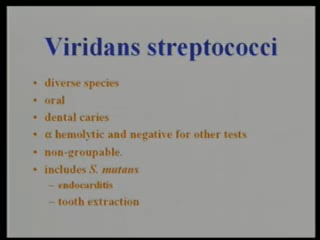 Viridans streptococci
• diverse species
• oral
• dental caries
• α hemolytic and negative for other tests
• non-groupable.
• includes S. mutans
– endocarditis
– tooth extraction